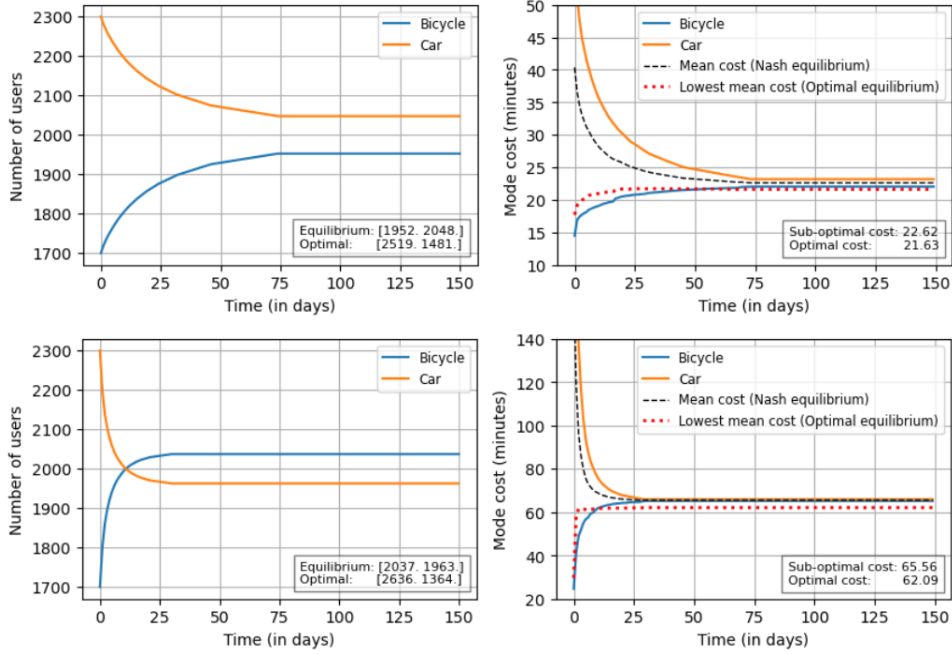 2300
2200
2100
2000
1900
1800
1700
Number of users
Bicycle
Car
Equilibrium: [1952. 2048.]
Optimal: [2519. 1481.]
0 25 50 75 100 125 150
Time (in days)
50
45
40
35
30
25
20
15
10
Mode cost (minutes)
Bicycle
Car
Mean cost (Nash equilibrium)
Lowest mean cost (Optimal equilibrium)
Sub-optimal cost: 22.62
Optimal cost: 21.63
0 25 50 75 100 125 150
Time (in days)
2300
2200
2100
2000
1900
1800
1700
Number of users
Bicycle
Car
Equilibrium: [2037. 1963.]
Optimal: [2636. 1364.]
0 25 50 75 100 125 150
Time (in days)
140
120
100
80
60
40
20
Mode cost (minutes)
Bicycle
Car
Mean cost (Nash equilibrium)
Lowest mean cost (Optimal equilibrium)
Sub-optimal cost: 65.56
Optimal cost: 62.09
0 25 50 75 100 125 150
Time (in days)